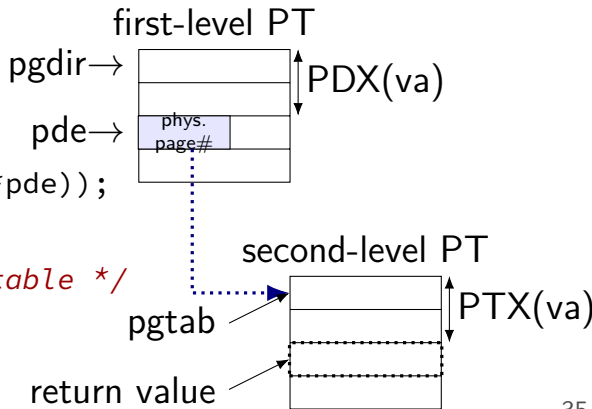 first-level PT
pgdir→
PDX(va)
pde→
phys.
page#
*pde));
second-level PT
table */
pgtab
PTX(va)
return value
35